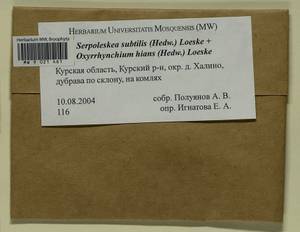 Herbarium MW, Bryophyta
HERBARIUM UNIVERSITATIS MOSQUENSIS (MW)
Serpoleskea subtilis (Hedw.) Loeske +
Oxyrrhynchium hians (Hedw.) Loeske
Курская область, Курский р-н, окр. д. Халино,
дубрава по склону, на комлях
10.08.2004
собр. Полуянов А. В.
116
опр. Игнатова Е. А.